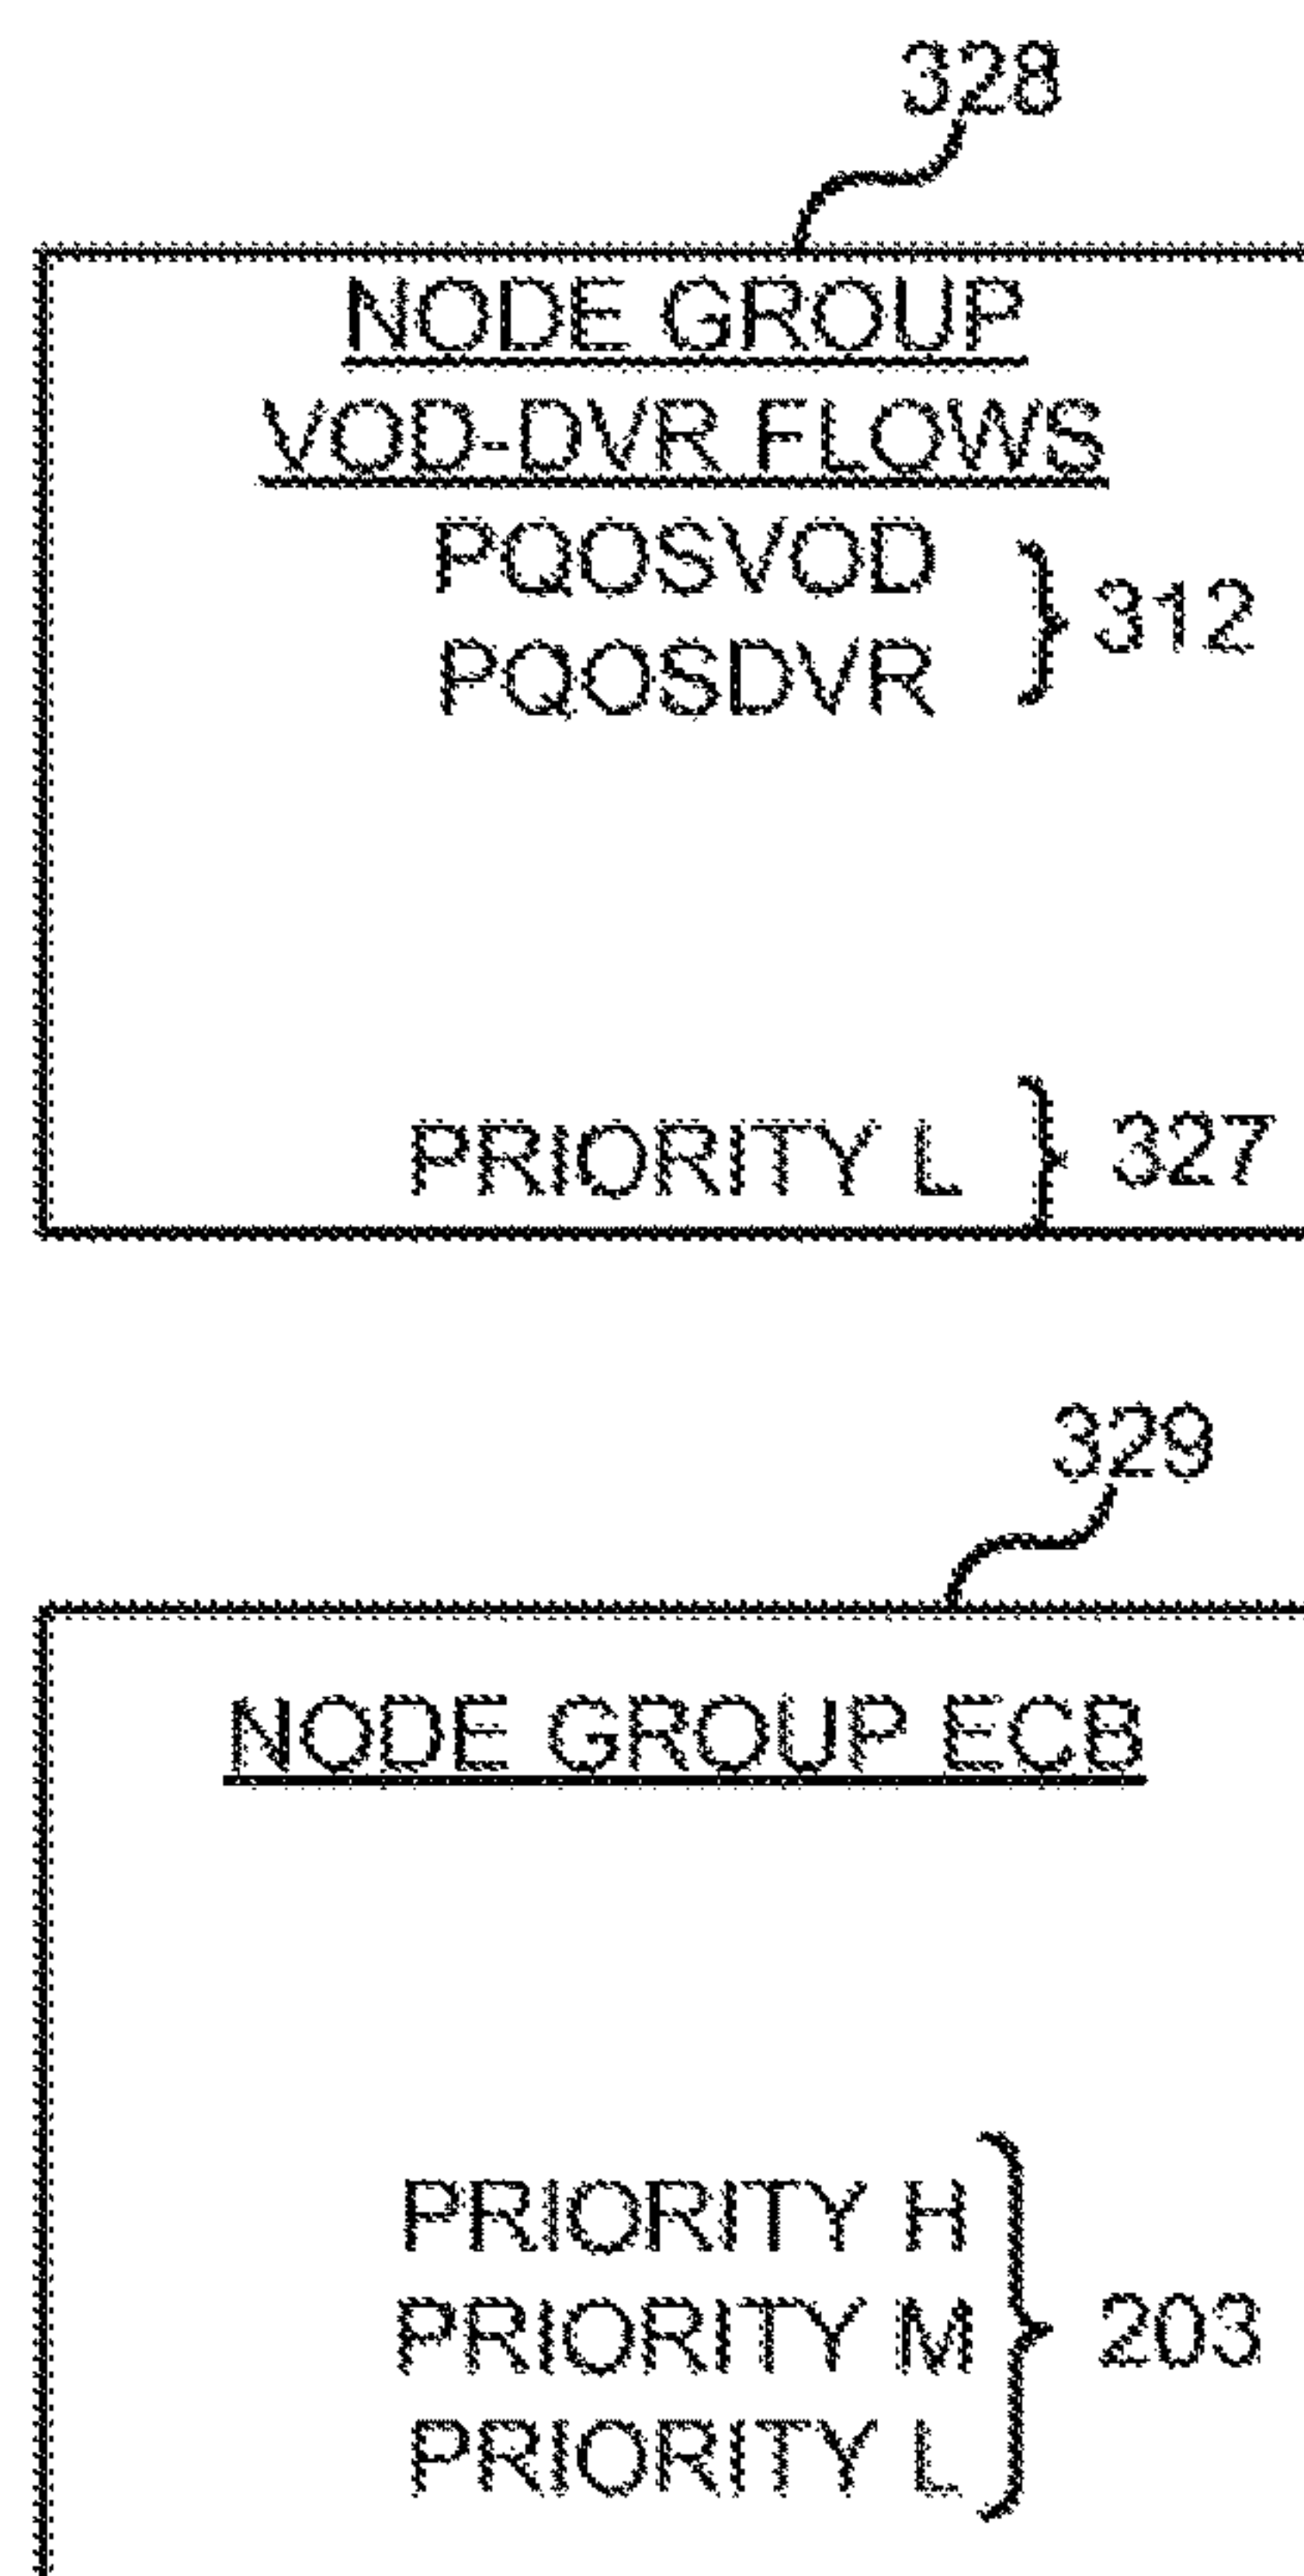 328
NODE GROUP
VOD-DVR FLOWS
PQOSVOD
PQOSDVR
312
PRIORITY L
327
329
NODE GROUP ECB
PRIORITY H
PRIORITY M
PRIORITY L
203